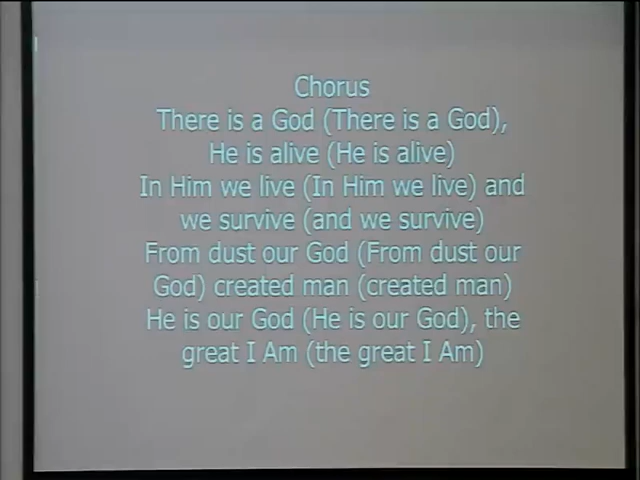 Chorus
There is a God (There is a God),
He is alive (He is alive)
In Him we live (In Him we live) and
we survive (and we survive)
From dust our God (From dust our
God) created man (created man)
He is our God (He is our God), the
great I Am (the great I Am)